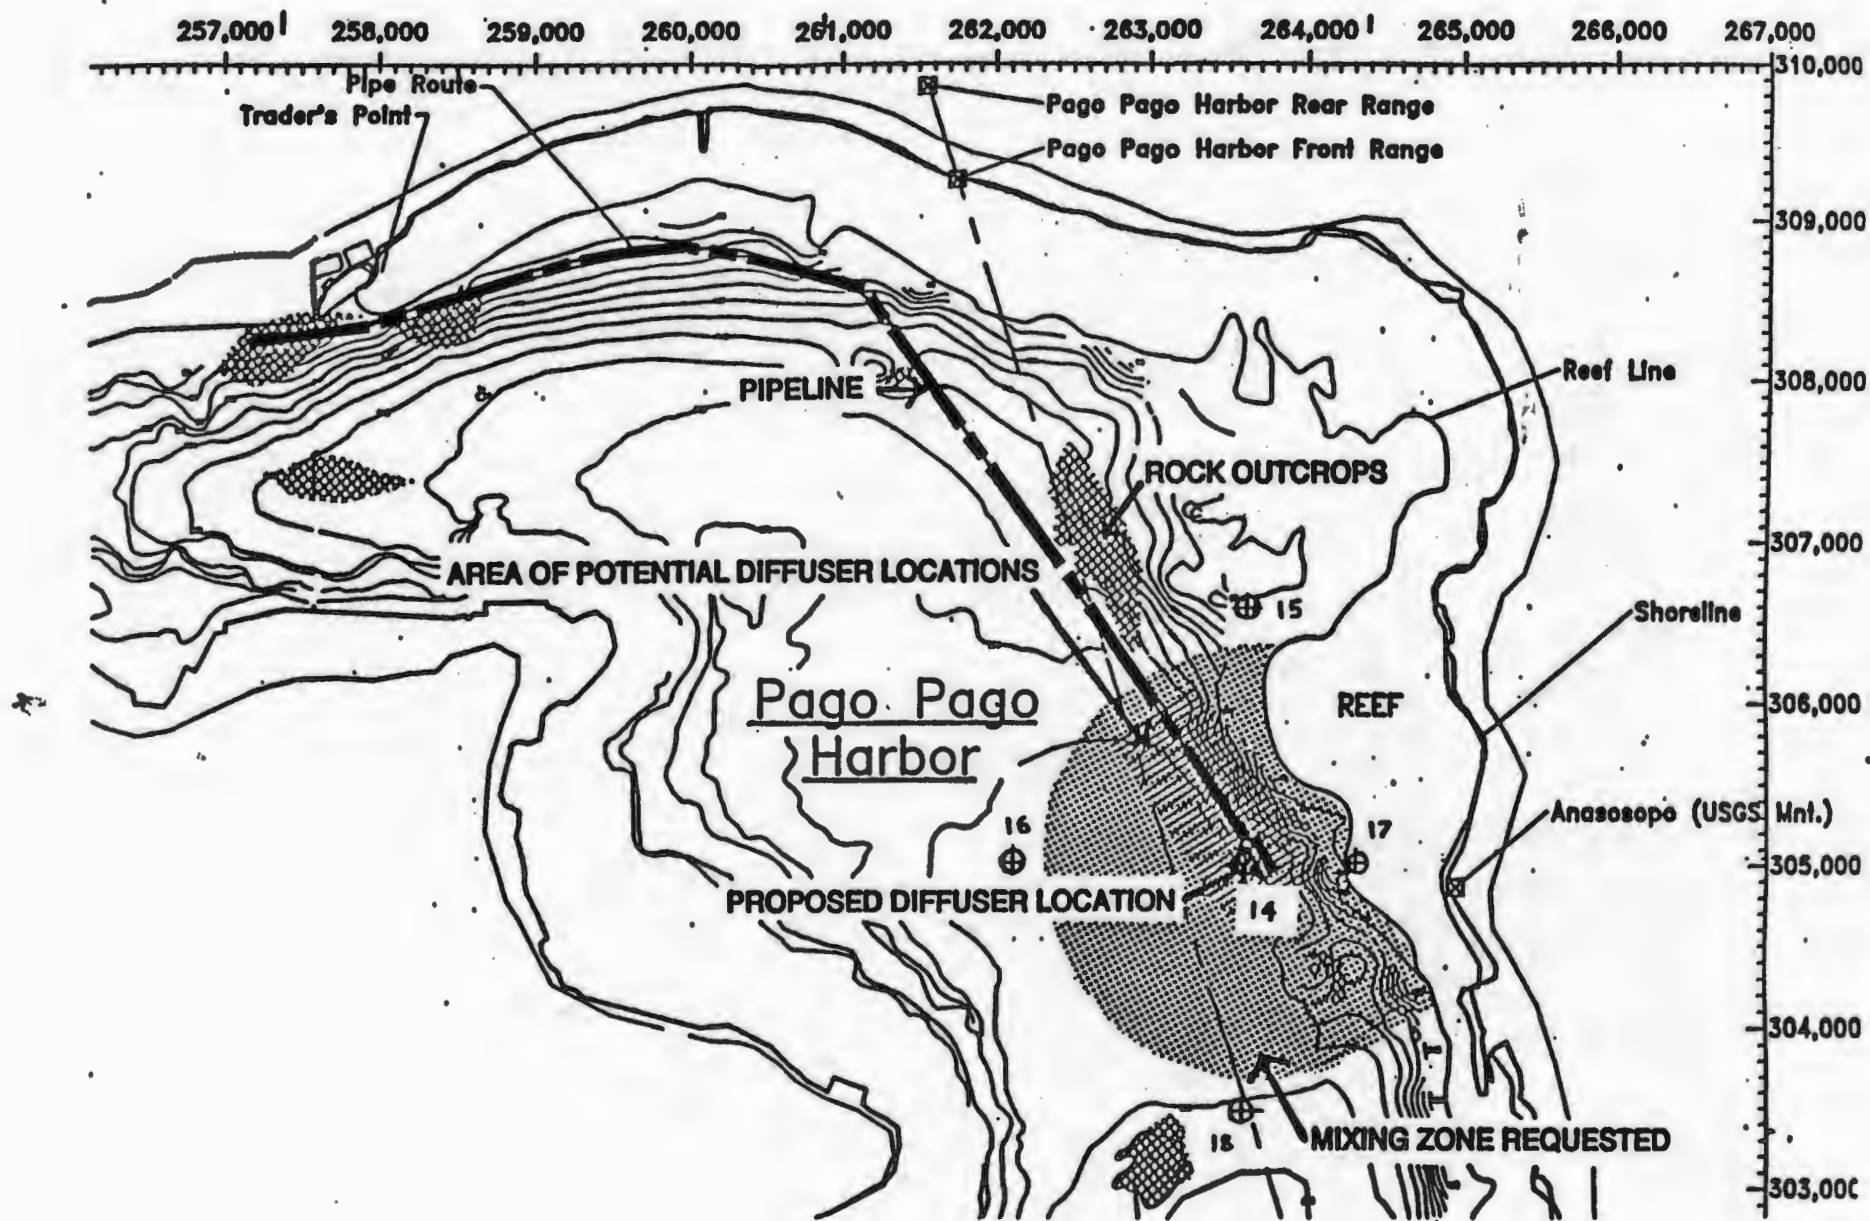 257,000 258,000 259,000 260,000 261,000 262,000 263,000 264,000 265,000 266,000 267,000
310,000
Pipe Route
Trader's Point
Pago Pago Harbor Rear Range
Pago Pago Harbor Front Range
309,000
Reef Line
308,000
PIPELINE
ROCK OUTCROPS
307,000
AREA OF POTENTIAL DIFFUSER LOCATIONS
15
Shoreline
Pago Pago
Harbor
REEF
306,000
16
17
Anasosopo (USGS Mnt.)
305,000
PROPOSED DIFFUSER LOCATION
14
304,000
18
MIXING ZONE REQUESTED
303,000